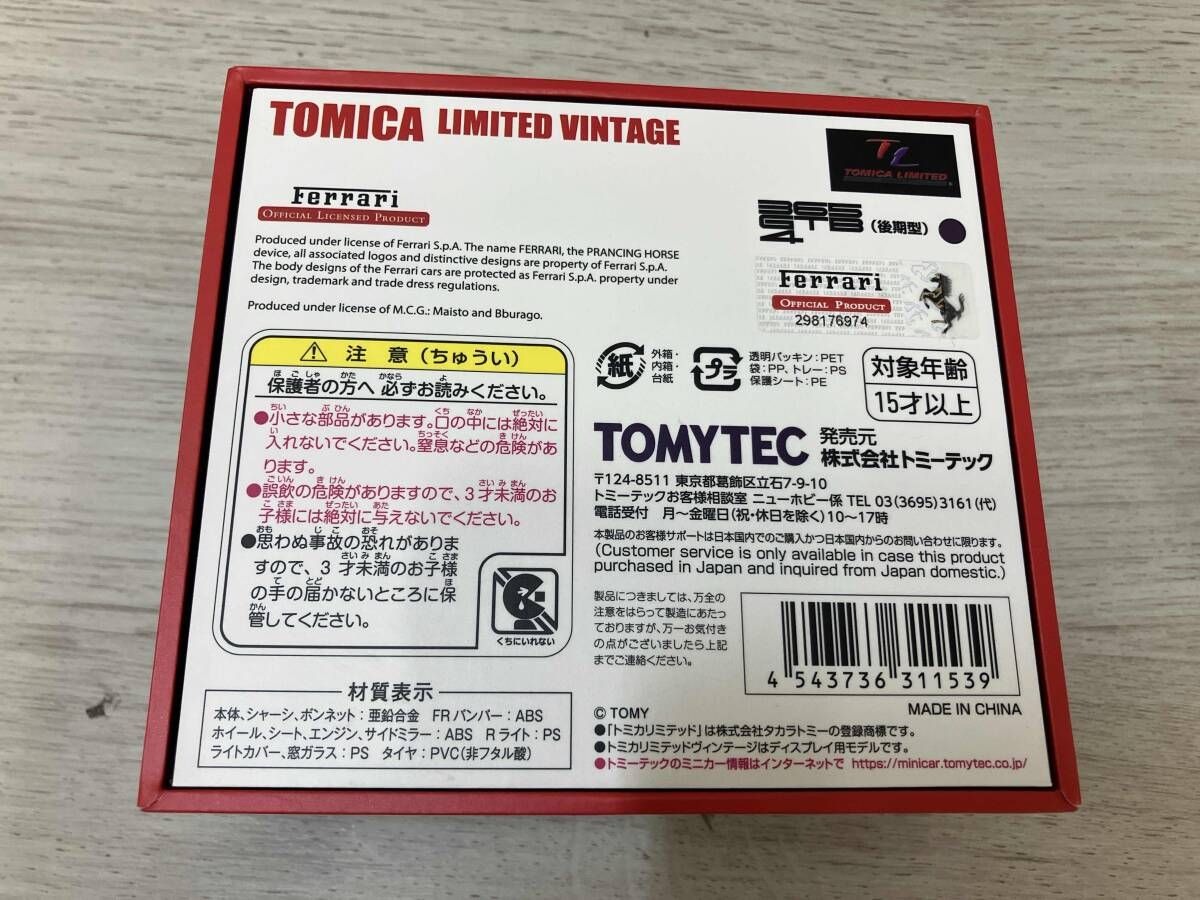 TOMICA LIMITED VINTAGE
TL
TOMICA LIMITED
Ferrari
OFFICIAL LICENSED PRODUCT
365 GTB4 (後期型)
Produced under license of Ferrari S.p.A. The name FERRARI, the PRANCING HORSE
device, all associated logos and distinctive designs are property of Ferrari S.p.A.
The body designs of the Ferrari cars are protected as Ferrari S.p.A. property under
design, trademark and trade dress regulations.
Produced under license of M.C.G.: Maisto and Bburago.
Ferrari
OFFICIAL PRODUCT
298176974
注意(ちゅうい)
保護者の方へ 必ずお読みください。
●小さな部品があります。口の中には絶対に
入れないでください。窒息などの危険があ
ります。
●誤飲の危険がありますので、3才未満のお
子様には絶対に与えないでください。
●思わぬ事故の恐れがありま
すので、3才未満のお子様
の手の届かないところに保
管してください。
くちにいれない
紙
外箱・
内箱・
台紙
プラ
透明パッキン:PET
袋:PP、トレー:PS
保護シート:PE
対象年齢
15才以上
TOMYTEC 発売元
株式会社トミーテック
〒124-8511 東京都葛飾区立石7-9-10
トミーテックお客様相談室 ニューホビー係 TEL 03(3695)3161(代)
電話受付 月〜金曜日(祝・休日を除く)10〜17時
本製品のお客様サポートは日本国内でのご購入かつ日本国内からのお問い合わせに限ります。
(Customer service is only available in case this product
purchased in Japan and inquired from Japan domestic.)
製品につきましては、万全の
注意をはらって製造にあたっ
ておりますが、万一お気付き
の点がございましたら上記
までご連絡ください。
4 543736 311539
MADE IN CHINA
材質表示
本体、シャーシ、ボンネット:亜鉛合金 FRバンパー:ABS
ホイール、シート、エンジン、サイドミラー:ABS Rライト:PS
ライトカバー、窓ガラス:PS タイヤ:PVC(非フタル酸)
© TOMY
●「トミカリミテッド」は株式会社タカラトミーの登録商標です。
●トミカリミテッドヴィンテージはディスプレイ用モデルです。
●トミーテックのミニカー情報はインターネットで https://minicar.tomytec.co.jp/